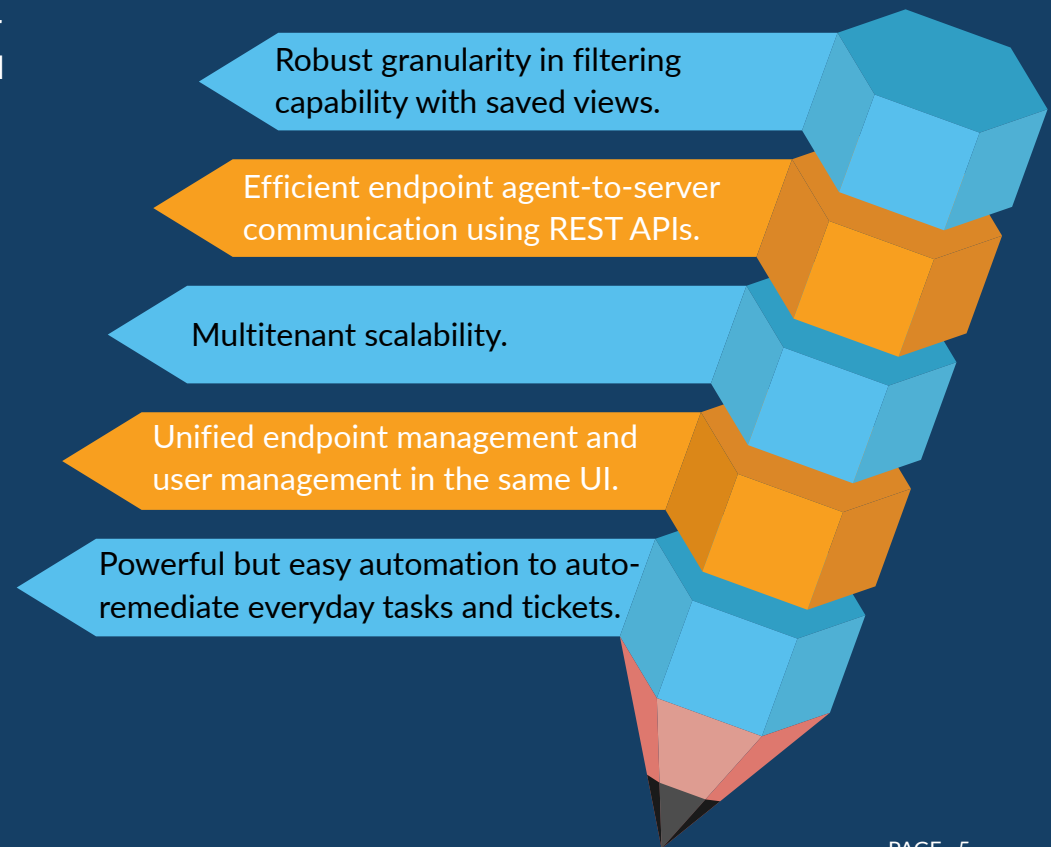 Robust granularity in filtering
capability with saved views.
Efficient endpoint agent-to-server
communication using REST APIs.
Multitenant scalability.
Unified endpoint management and
user management in the same UI.
Powerful but easy automation to auto-
remediate everyday tasks and tickets.
PAGE 5